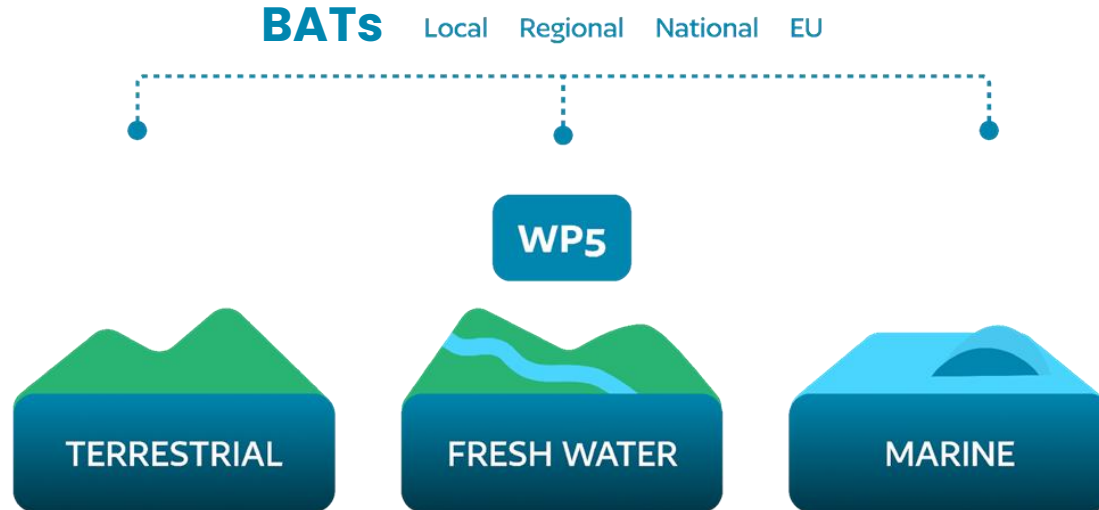 BATs Local Regional National EU
WP5
TERRESTRIAL
FRESH WATER
MARINE